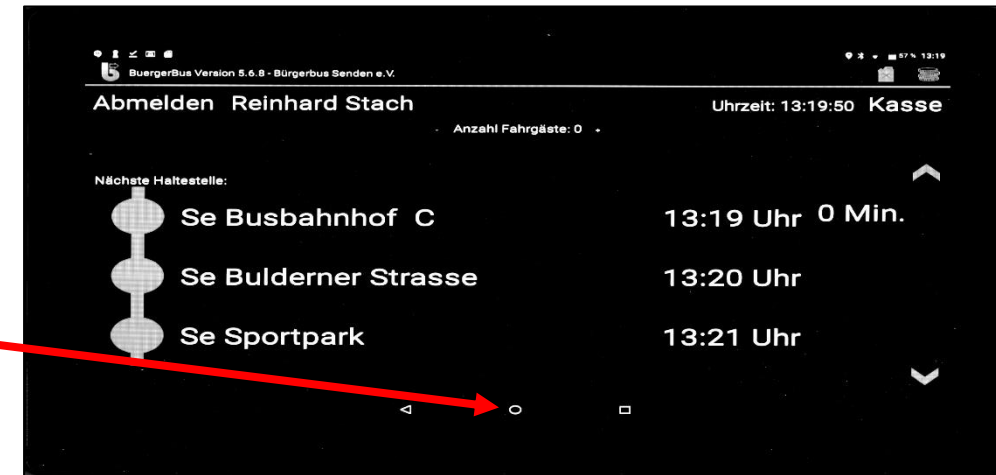 57% 13:19
BuergerBus Version 5.6.8 - Bürgerbus Senden e.V.
Abmelden Reinhard Stach Uhrzeit: 13:19:50 Kasse
- Anzahl Fahrgäste: 0 +
Nächste Haltestelle:
Se Busbahnhof C 13:19 Uhr 0 Min.
Se Bulderner Strasse 13:20 Uhr
Se Sportpark 13:21 Uhr